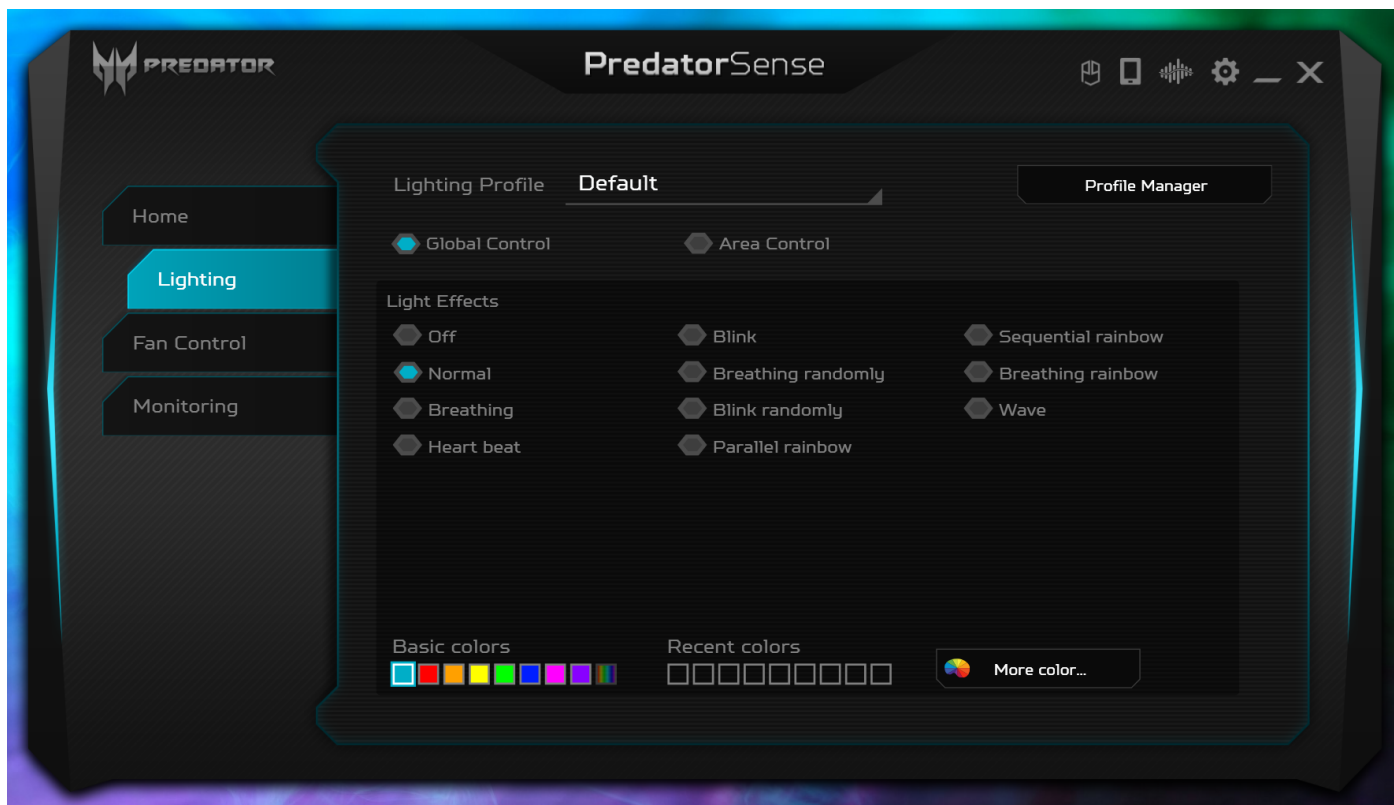 PREDATOR
PredatorSense
Home
Lighting
Fan Control
Monitoring
Lighting Profile Default
Profile Manager
Global Control Area Control
Light Effects
Off Blink Sequential rainbow
Normal Breathing randomly Breathing rainbow
Breathing Blink randomly Wave
Heart beat Parallel rainbow
Basic colors Recent colors
More color...